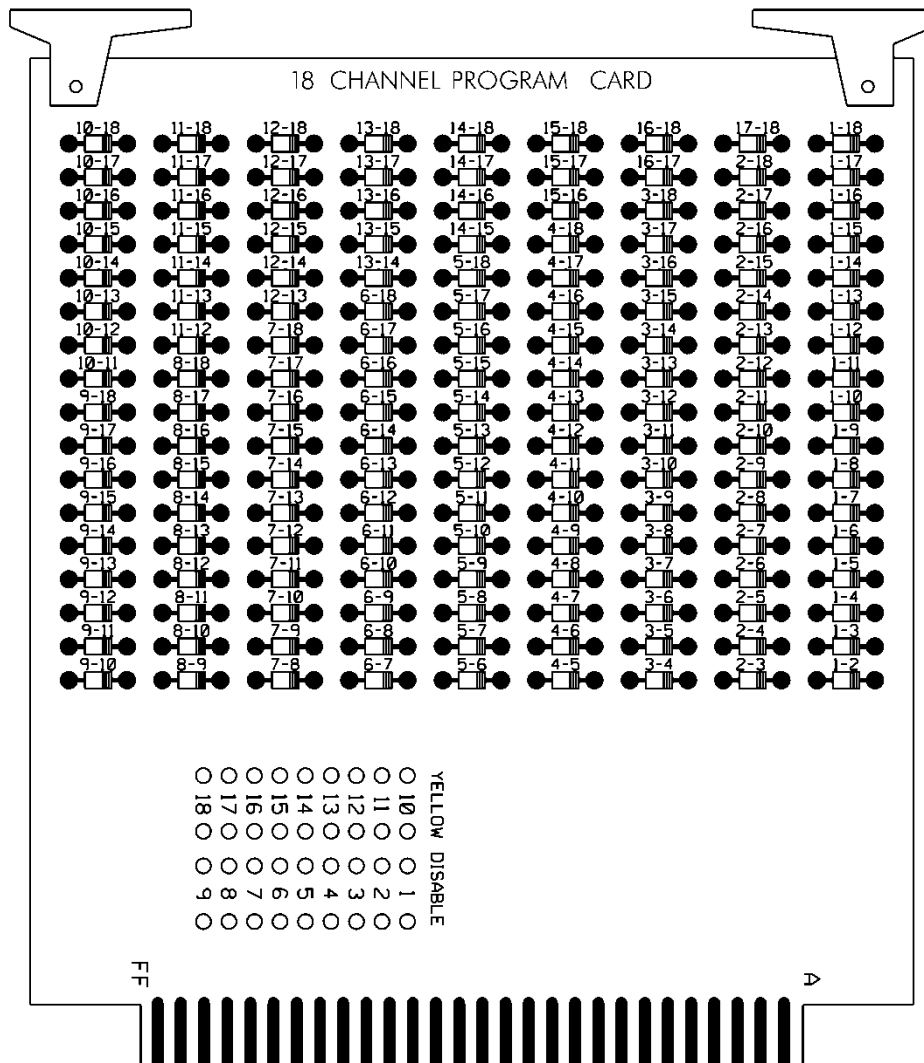 18 CHANNEL PROGRAM CARD
10-18 11-18 12-18 13-18 14-18 15-18 16-18 17-18 1-18
10-17 11-17 12-17 13-17 14-17 15-17 16-17 2-18 1-17
10-16 11-16 12-16 13-16 14-16 15-16 3-18 2-17 1-16
10-15 11-15 12-15 13-15 14-15 4-18 3-17 2-16 1-15
10-14 11-14 12-14 13-14 5-18 4-17 3-16 2-15 1-14
10-13 11-13 12-13 6-18 5-17 4-16 3-15 2-14 1-13
10-12 11-12 7-18 6-17 5-16 4-15 3-14 2-13 1-12
10-11 8-18 7-17 6-16 5-15 4-14 3-13 2-12 1-11
9-18 8-17 7-16 6-15 5-14 4-13 3-12 2-11 1-10
9-17 8-16 7-15 6-14 5-13 4-12 3-11 2-10 1-9
9-16 8-15 7-14 6-13 5-12 4-11 3-10 2-9 1-8
9-15 8-14 7-13 6-12 5-11 4-10 3-9 2-8 1-7
9-14 8-13 7-12 6-11 5-10 4-9 3-8 2-7 1-6
9-13 8-12 7-11 6-10 5-9 4-8 3-7 2-6 1-5
9-12 8-11 7-10 6-9 5-8 4-7 3-6 2-5 1-4
9-11 8-10 7-9 6-8 5-7 4-6 3-5 2-4 1-3
9-10 8-9 7-8 6-7 5-6 4-5 3-4 2-3 1-2
YELLOW DISABLE
10 1
11 2
12 3
13 4
14 5
15 6
16 7
17 8
18 9
FF A